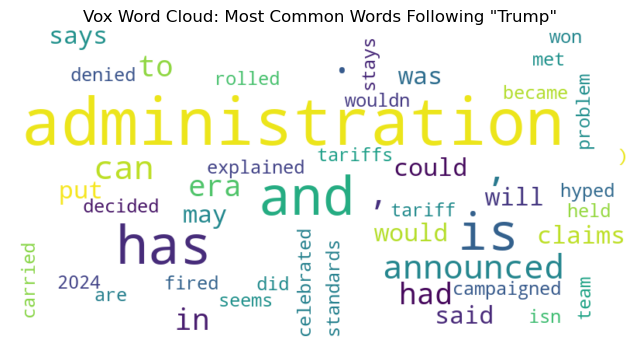 Vox Word Cloud: Most Common Words Following "Trump"
says
won
denied
to
rolled
.
stays
was
met
wouldn
became
problem
administration
can
explained
tariffs
could
)
put
era
and
,
,
will
hyped
decided
may
tariff
held
has
would
is
claims
carried
2024
are
fired
seems
did
celebrated
standards
announced
had
campaigned
team
in
said
isn